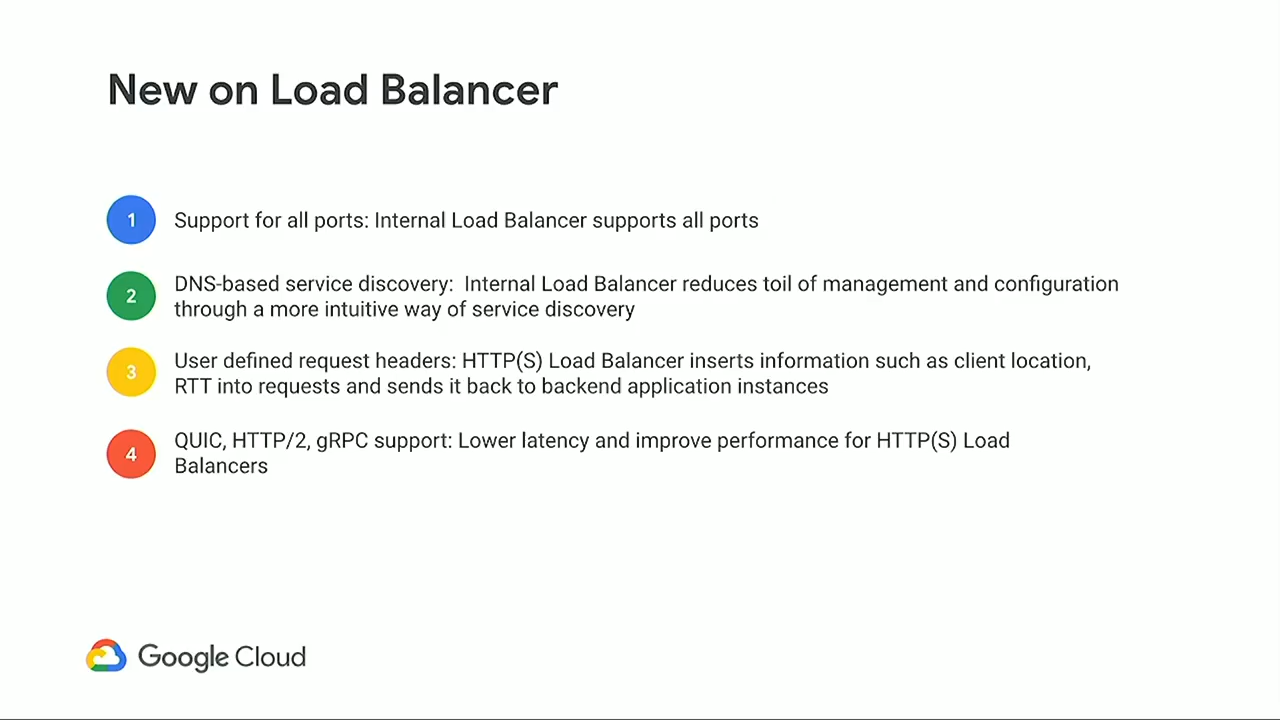 New on Load Balancer
1
Support for all ports: Internal Load Balancer supports all ports
2
DNS-based service discovery:  Internal Load Balancer reduces toil of management and configuration
through a more intuitive way of service discovery
3
User defined request headers: HTTP(S) Load Balancer inserts information such as client location,
RTT into requests and sends it back to backend application instances
4
QUIC, HTTP/2, gRPC support: Lower latency and improve performance for HTTP(S) Load
Balancers
Google Cloud